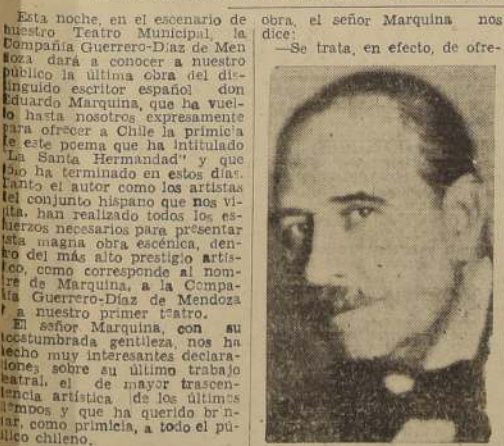 Esta noche, en el escenario de
nuestro Teatro Municipal, la
Compañía Guerrero-Díaz de Men
doza dará a conocer a nuestro
público la última obra del dis-
tinguido escritor español don
Eduardo Marquina, que ha vuel-
to hasta nosotros expresamente
para ofrecer a Chile la primicia
de este poema que ha intitulado
"La Santa Hermandad" y que
sólo ha terminado en estos días.
Tanto el autor como los artistas
del conjunto hispano que nos vi-
sita, han realizado todos los es-
fuerzos necesarios para presentar
esta magna obra escénica, den-
tro del más alto prestigio artís-
tico, como corresponde al nom-
bre de Marquina, a la Compa-
ñía Guerrero-Díaz de Mendoza
y a nuestro primer teatro.
El señor Marquina, con su
acostumbrada gentileza, nos ha
hecho muy interesantes declara-
ciones sobre su último trabajo
teatral, el de mayor trascen-
dencia artística de los últimos
tiempos y que ha querido brin-
dar, como primicia, a todo el pú-
blico chileno.
obra, el señor Marquina nos
dice:
—Se trata, en efecto, de ofre-